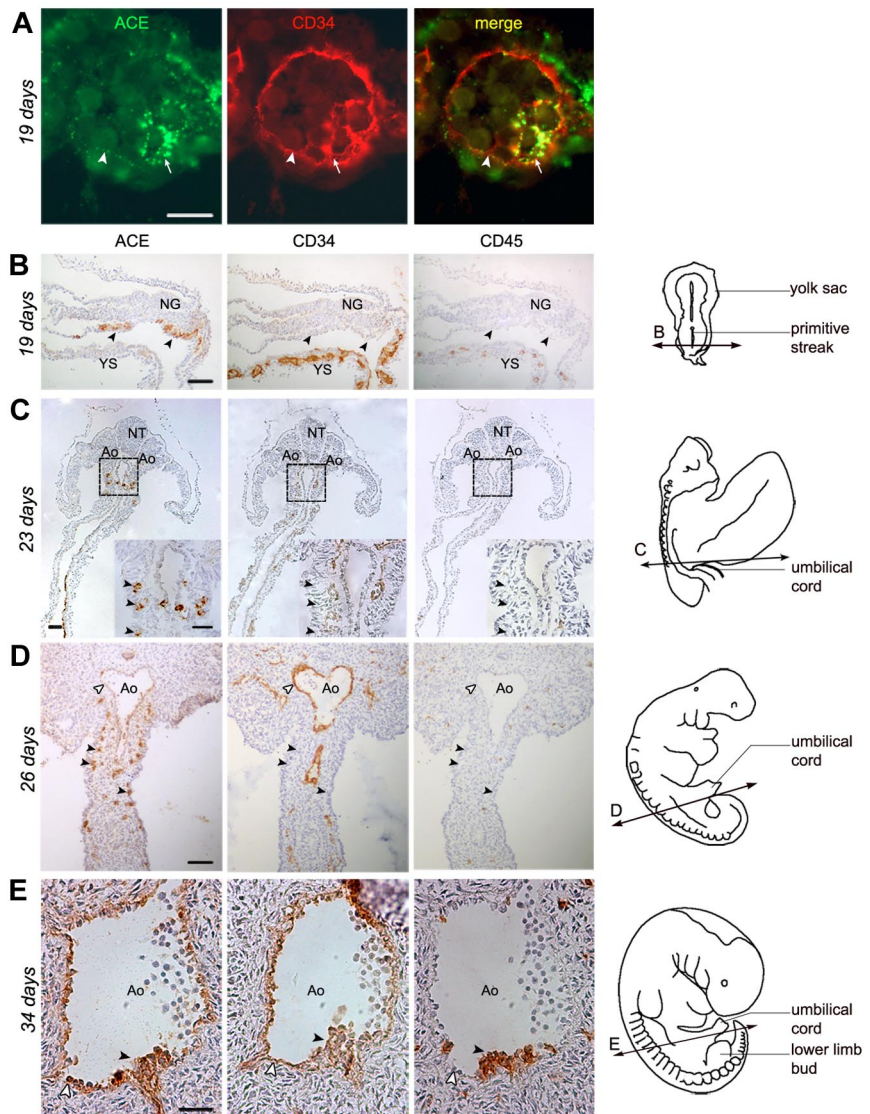 A
ACE
CD34
merge
19 days
ACE
CD34
CD45
B
19 days
NG
YS
NG
YS
NG
YS
yolk sac
B
primitive
streak
C
23 days
NT
Ao
Ao
NT
Ao
Ao
NT
Ao
Ao
C
umbilical
cord
D
26 days
Ao
Ao
Ao
umbilical
cord
D
E
34 days
Ao
Ao
Ao
umbilical
cord
E
lower limb
bud